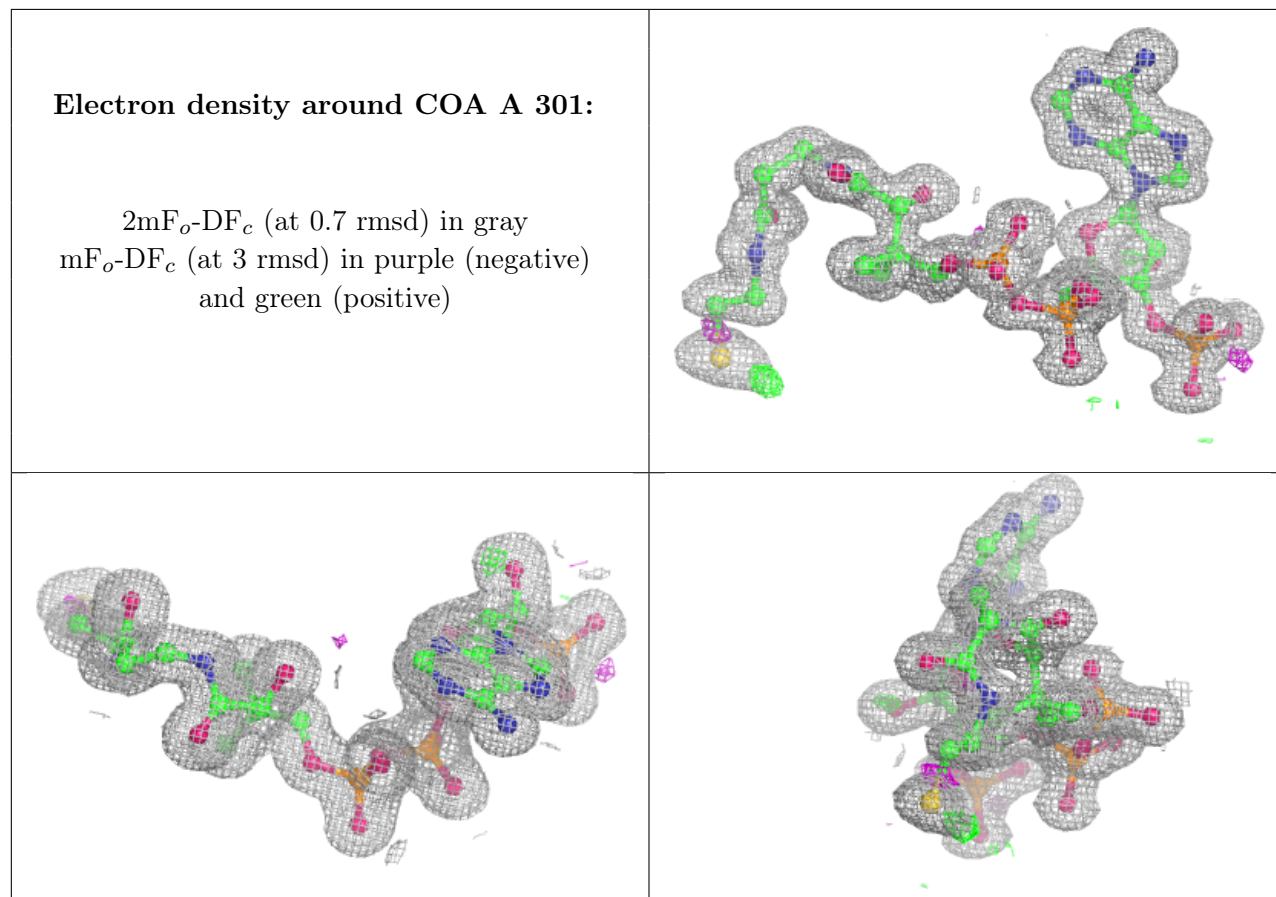 Electron density around COA A 301:
2mFo-DFc (at 0.7 rmsd) in gray
mFo-DFc (at 3 rmsd) in purple (negative)
and green (positive)